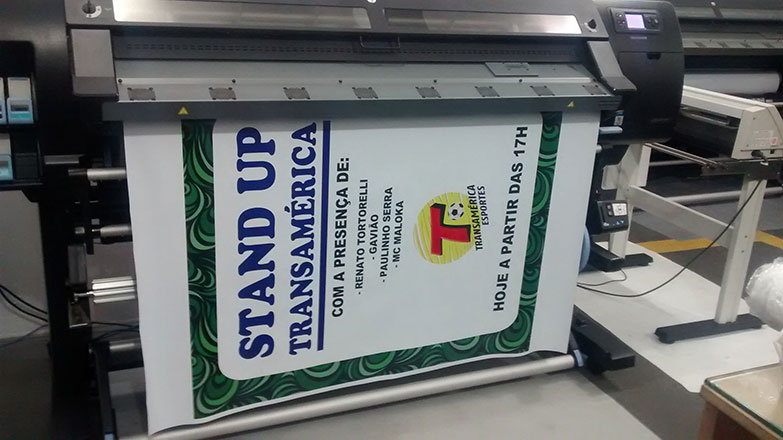 STAND UP
TRANSAMÉRICA
COM A PRESENÇA DE:
- RENATO TORTORELLI
- GAVIÃO
- PAULINHO SERRA
- MC MALOKA
T
TRANSAMÉRICA
ESPORTES
HOJE A PARTIR DAS 17H